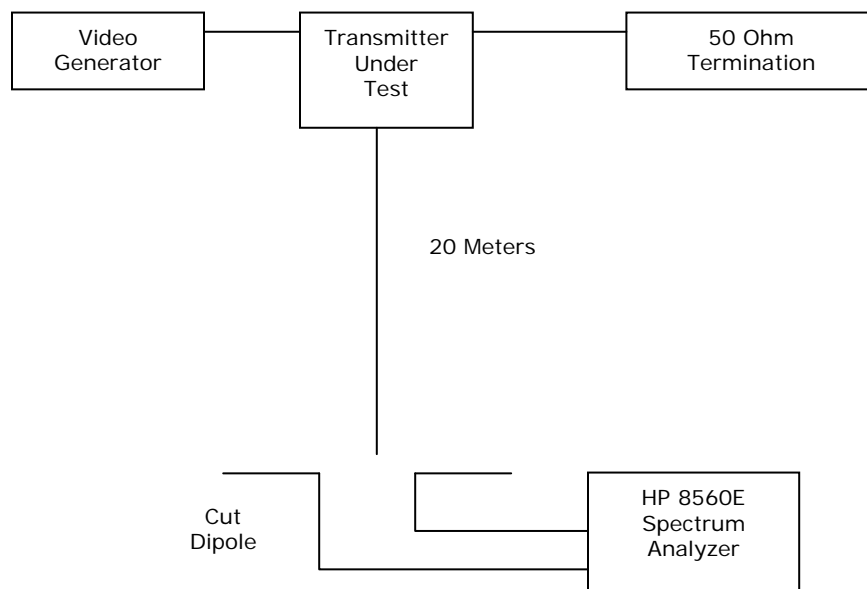 Video
Generator
Transmitter
Under
Test
50 Ohm
Termination
20 Meters
Cut
Dipole
HP 8560E
Spectrum
Analyzer